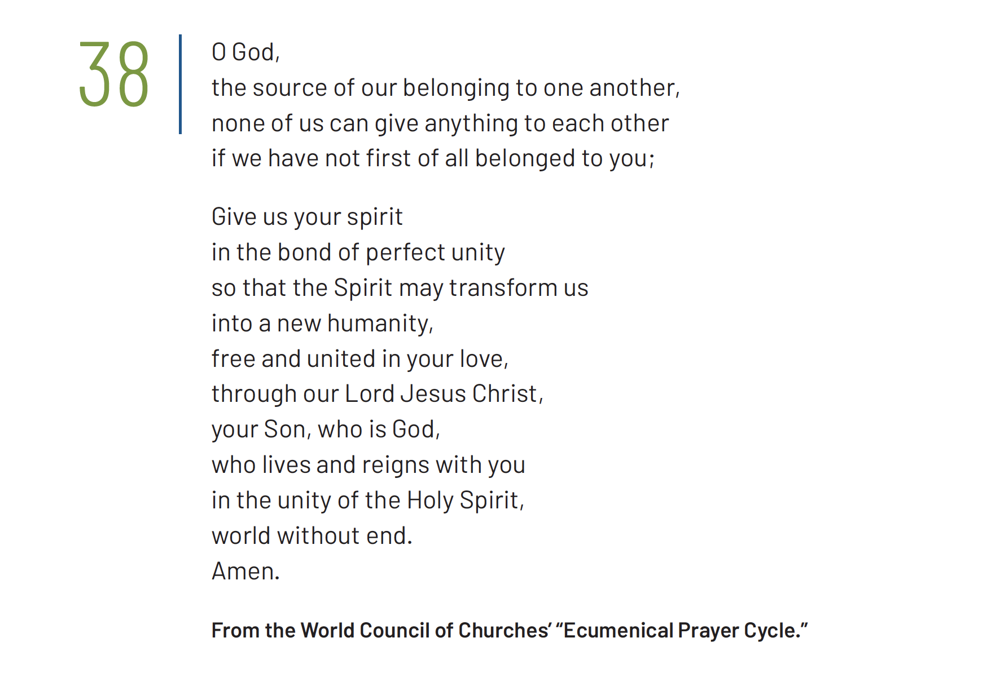 38
O God,
the source of our belonging to one another,
none of us can give anything to each other
if we have not first of all belonged to you;
Give us your spirit
in the bond of perfect unity
so that the Spirit may transform us
into a new humanity,
free and united in your love,
through our Lord Jesus Christ,
your Son, who is God,
who lives and reigns with you
in the unity of the Holy Spirit,
world without end.
Amen.
From the World Council of Churches’ “Ecumenical Prayer Cycle.”